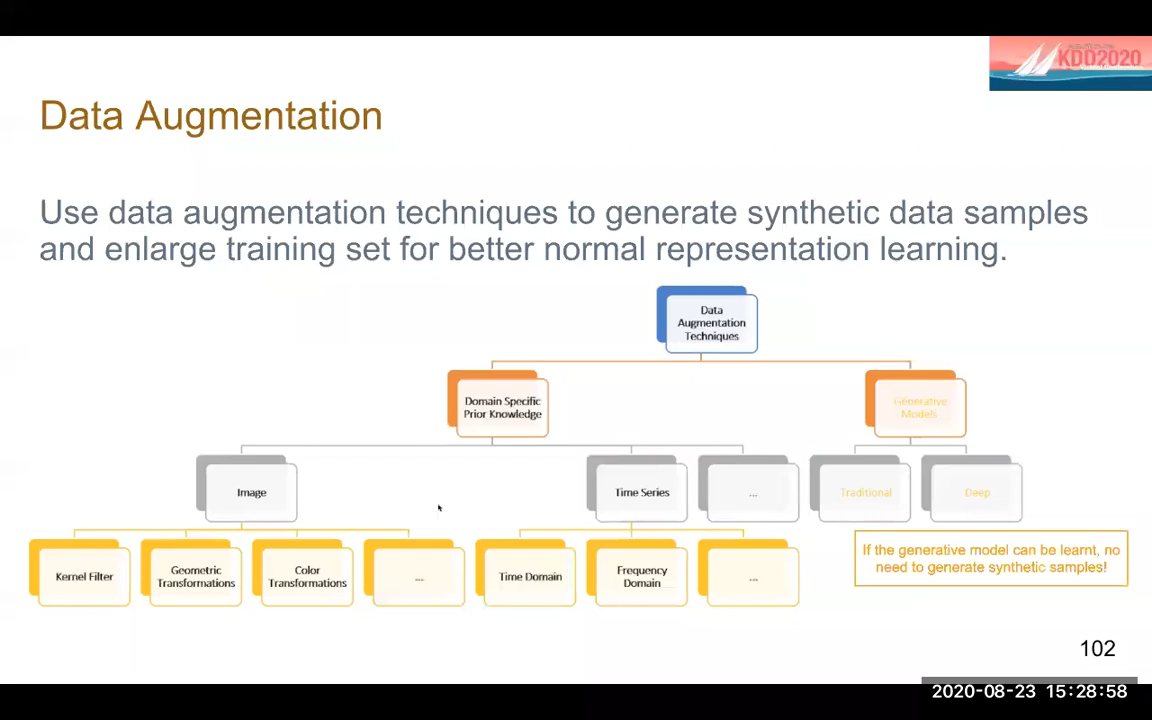 KDD2020
Data Augmentation
Use data augmentation techniques to generate synthetic data samples
and enlarge training set for better normal representation learning.
Data
Augmentation
Techniques
Domain Specific
Prior Knowledge
Generative
Models
Image
Time Series
...
Traditional
Deep
Kernel Filter
Geometric
Transformations
Color
Transformations
...
Time Domain
Frequency
Domain
...
If the generative model can be learnt, no
need to generate synthetic samples!
102
2020-08-23 15:28:58